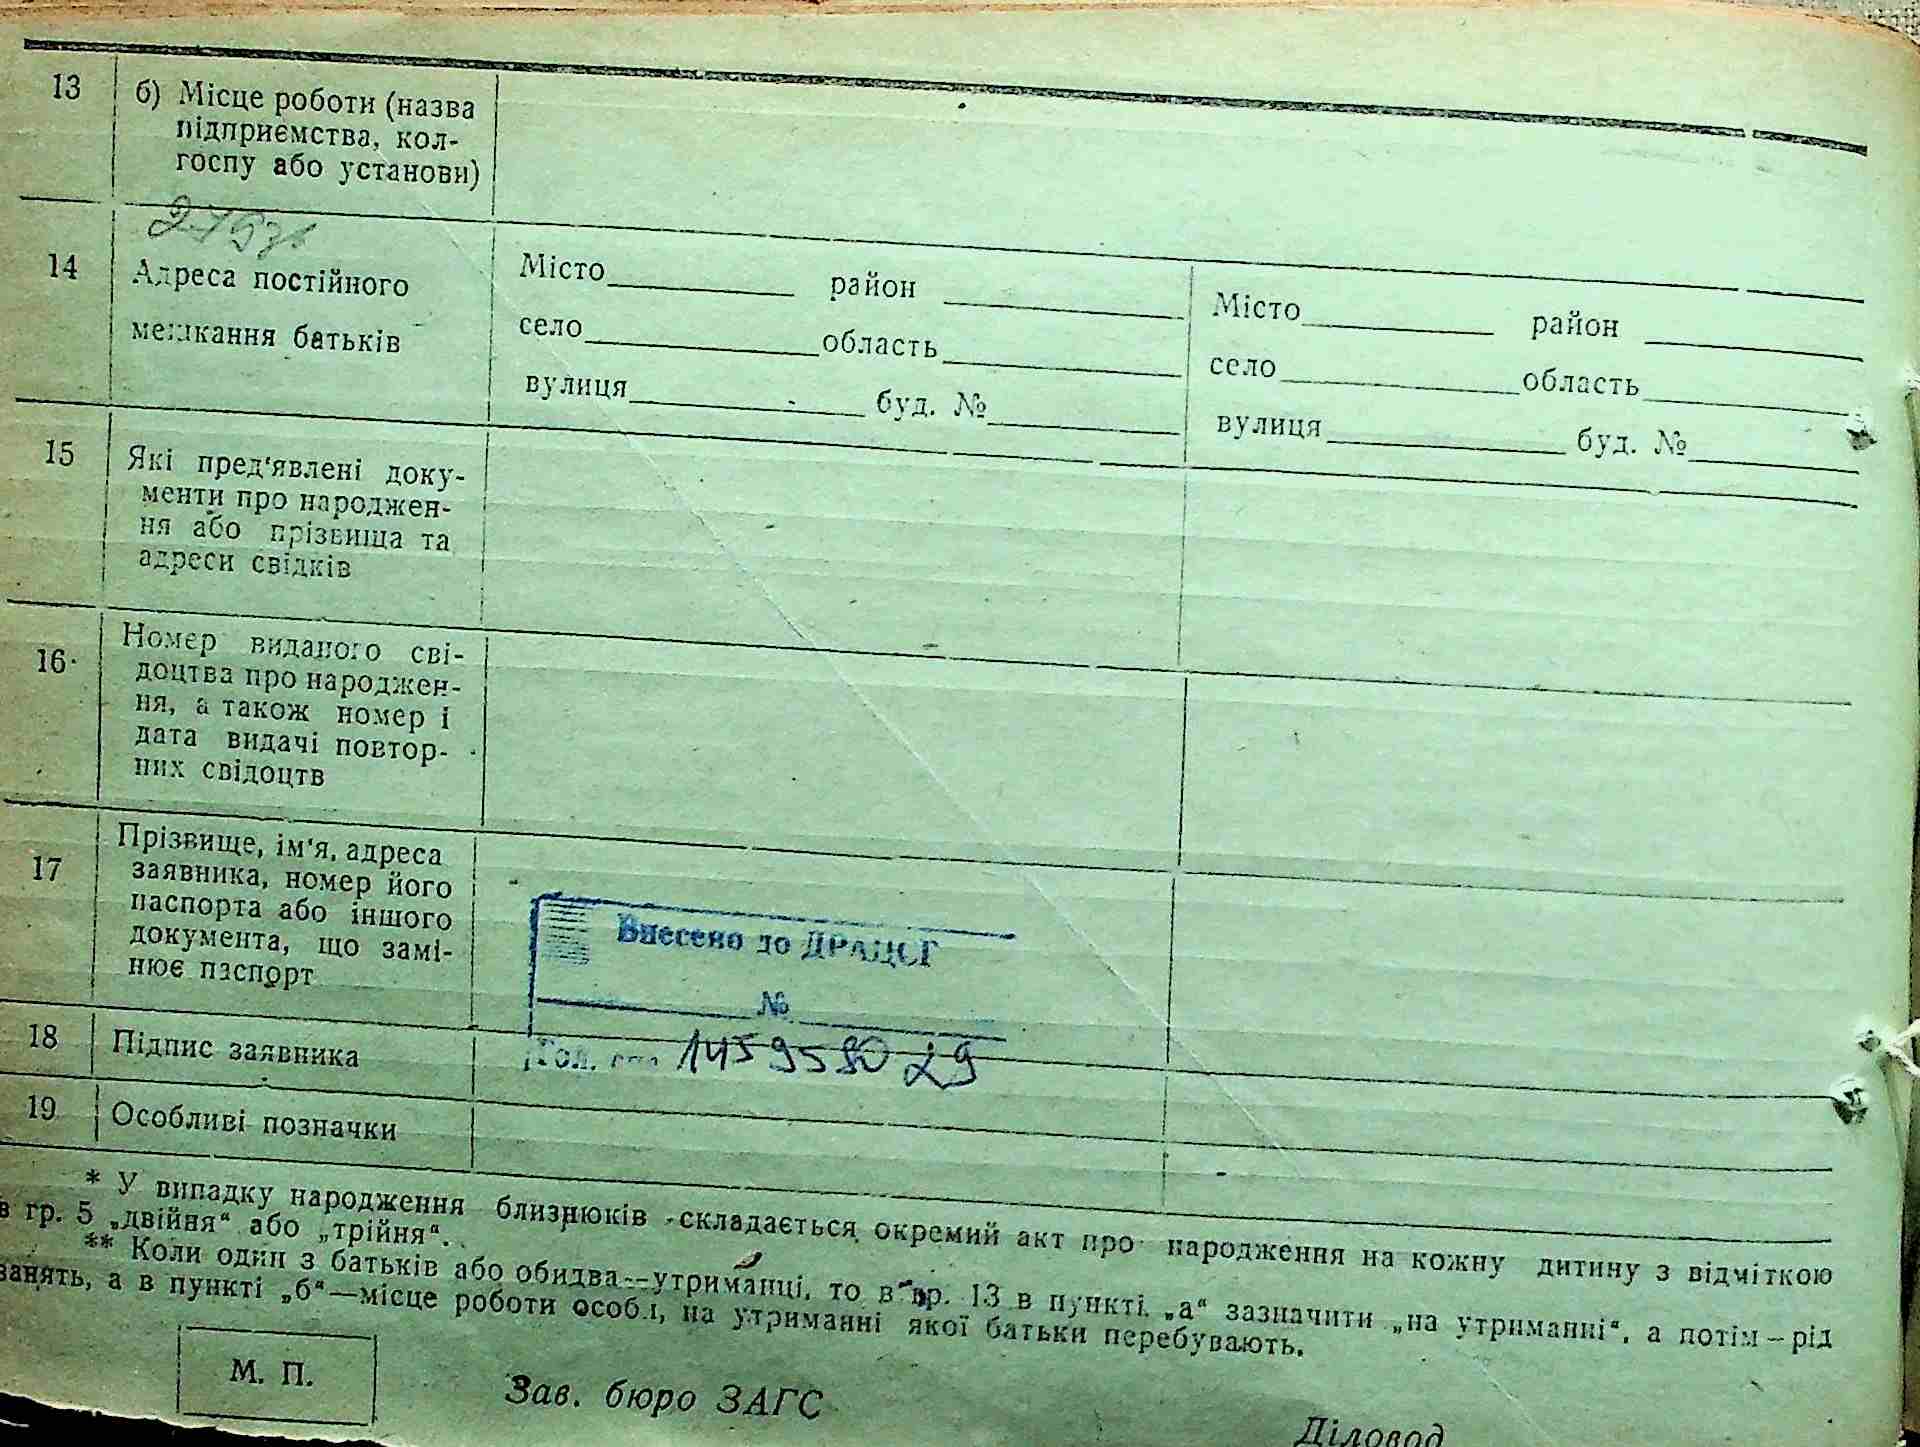 13 б) Місце роботи (назва
підприємства, кол-
госпу або установи)
14 Адреса постійного
мешкання батьків
Місто район
село область
вулиця буд. №
Місто район
село область
вулиця буд. №
15 Які пред'явлені доку-
менти про народжен-
ня або прізвища та
адреси свідків
16 Номер виданого сві-
доцтва про народжен-
ня, а також номер і
дата видачі повтор-
них свідоцтв
17 Прізвище, ім'я, адреса
заявника, номер його
паспорта або іншого
документа, що замі-
нює паспорт
Внесено до ДРАЦСГ
№
18 Підпис заявника
19 Особливі позначки
* У випадку народження близнюків складається окремий акт про народження на кожну дитину з відміткою
в гр. 5 „двійня“ або „трійня“.
** Коли один з батьків або обидва—утриманці, то в гр. 13 в пункті „а“ зазначити „на утриманні“, а потім—рід
занять, а в пункті „б“—місце роботи особи, на утриманні якої батьки перебувають.
М. П.
Зав. бюро ЗАГС
Діловод